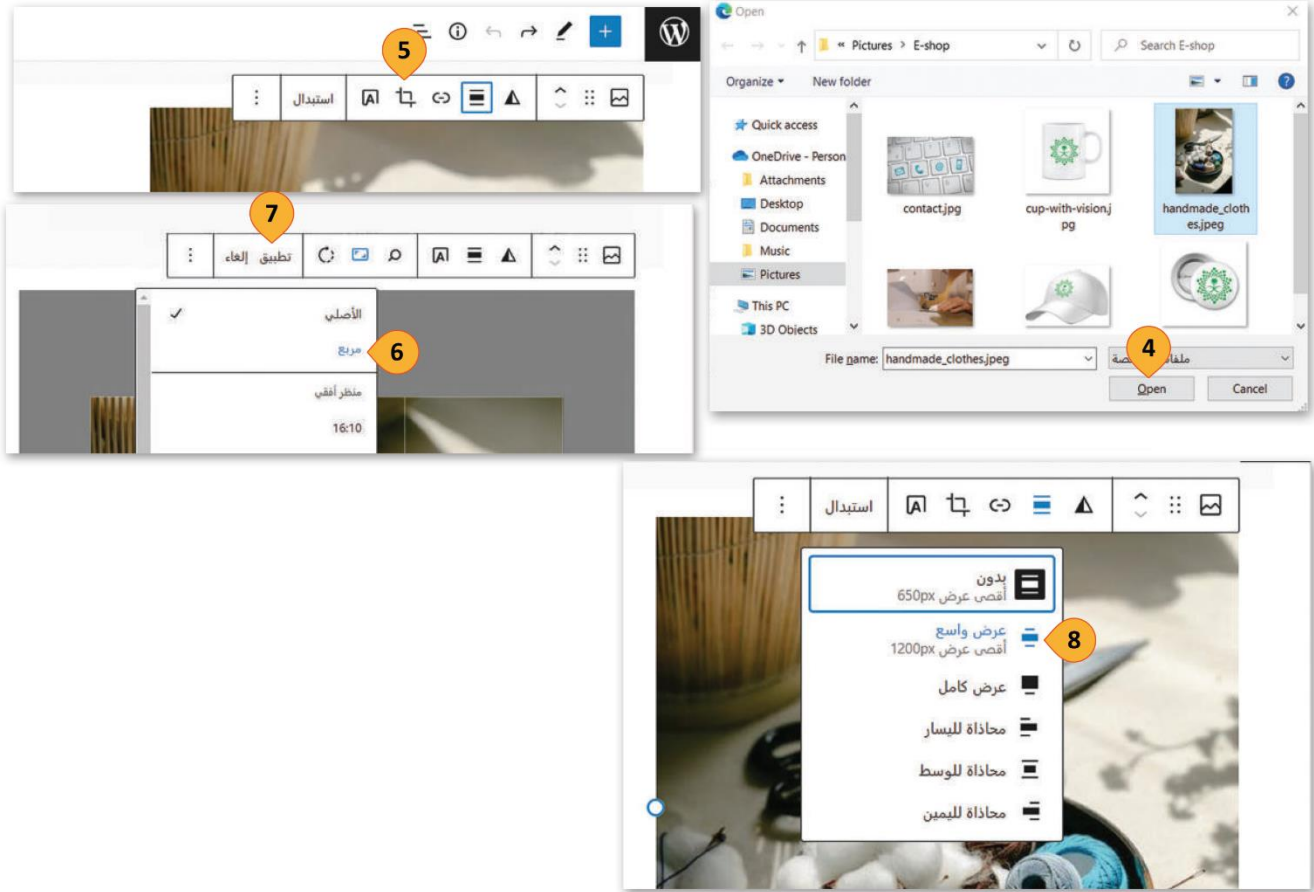 5
استبدال
7
تطبيق إلغاء
الأصلي
مربع
6
منظر أفقي
16:10
Open
« Pictures > E-shop
Search E-shop
Organize
New folder
Quick access
OneDrive - Person
Attachments
Desktop
Documents
Music
Pictures
This PC
3D Objects
contact.jpg
cup-with-vision.j
pg
handmade_cloth
es.jpeg
File name:
handmade_clothes.jpeg
4
Open
Cancel
استبدال
بدون
أقصى عرض 650px
عرض واسع
أقصى عرض 1200px
8
عرض كامل
محاذاة لليسار
محاذاة للوسط
محاذاة لليمين